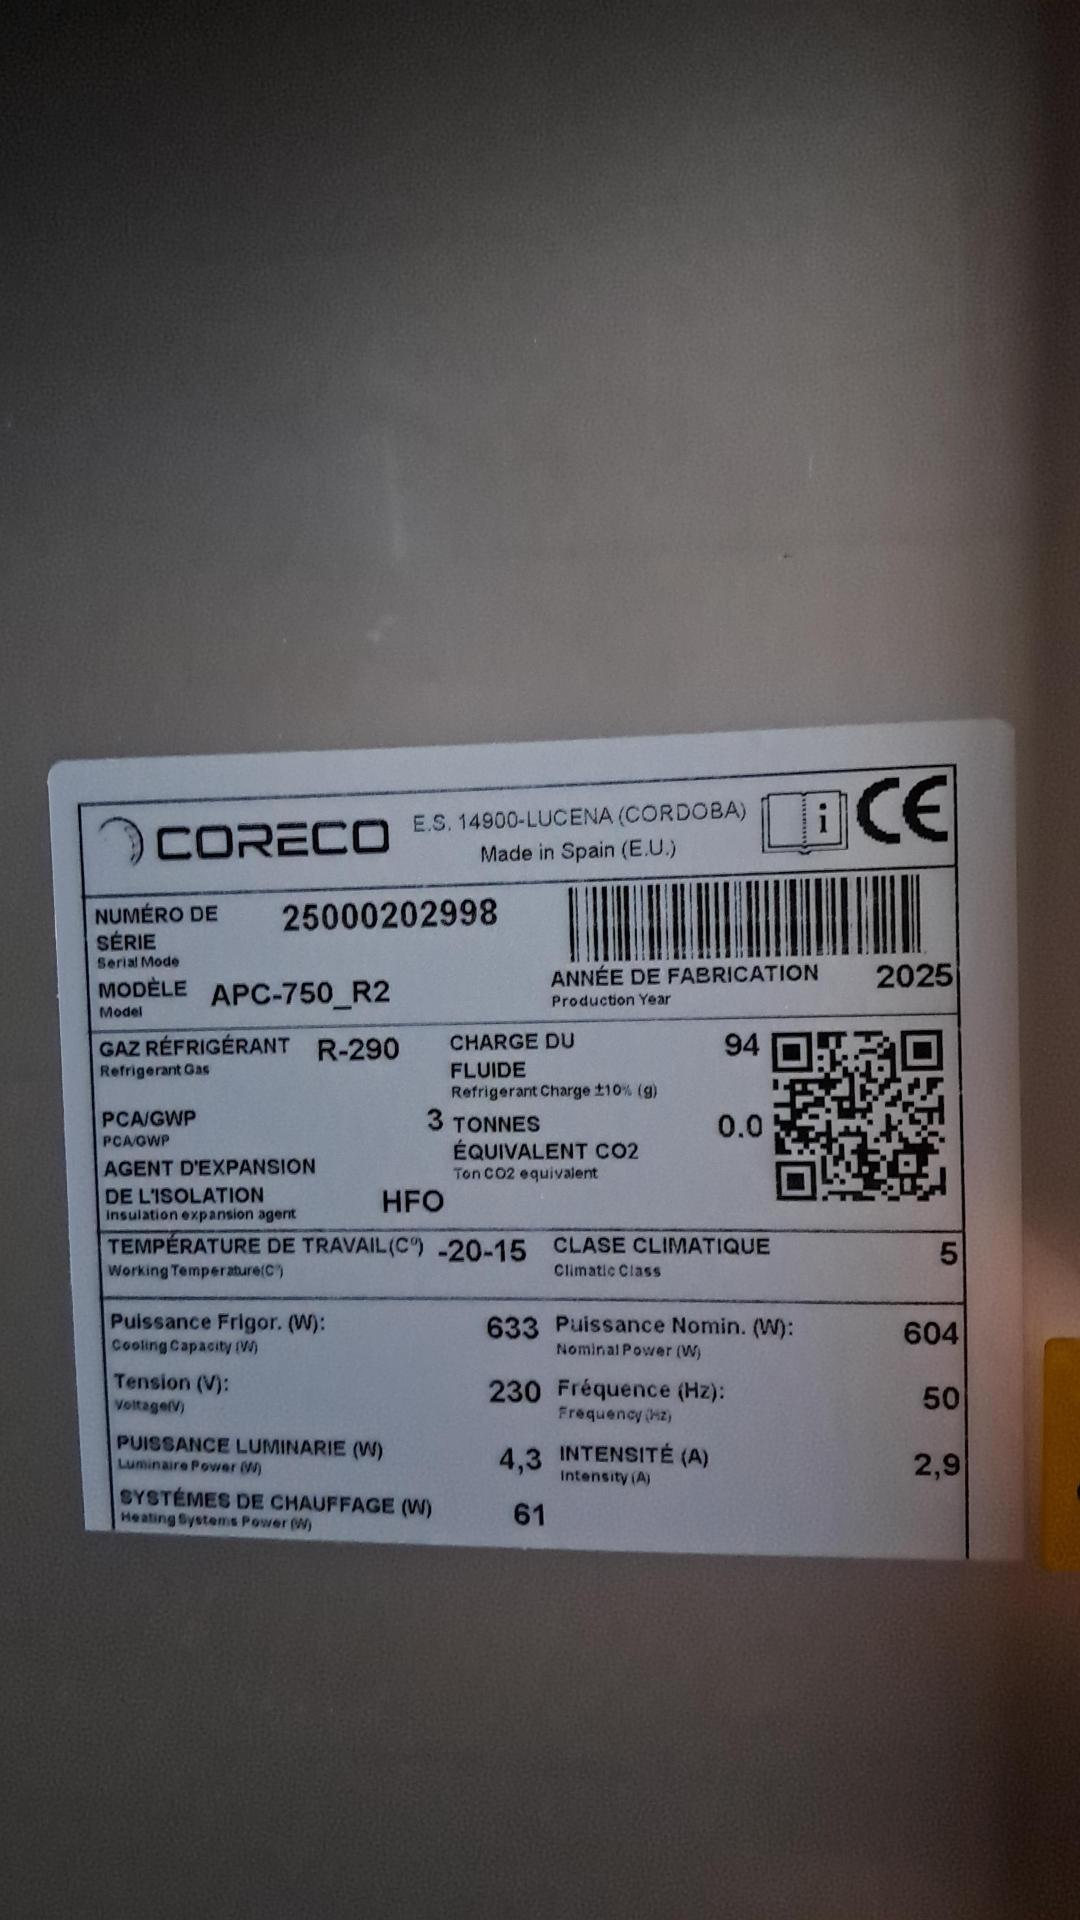 CORECO E.S. 14900-LUCENA (CORDOBA)
Made in Spain (E.U.)
i CE
NUMÉRO DE SÉRIE 25000202998
Serial Mode
MODÈLE APC-750_R2
Model
ANNÉE DE FABRICATION 2025
Production Year
GAZ RÉFRIGÉRANT R-290
Refrigerant Gas
CHARGE DU FLUIDE 94
Refrigerant Charge ±10% (g)
PCA/GWP 3
PCA/GWP
TONNES ÉQUIVALENT CO2 0.0
Ton CO2 equivalent
AGENT D'EXPANSION
DE L'ISOLATION HFO
Insulation expansion agent
TEMPÉRATURE DE TRAVAIL(Cº) -20-15
Working Temperature(C°)
CLASE CLIMATIQUE 5
Climatic Class
Puissance Frigor. (W): 633
Cooling Capacity (W)
Puissance Nomin. (W): 604
Nominal Power (W)
Tension (V): 230
Voltage(V)
Fréquence (Hz): 50
Frequency (Hz)
PUISSANCE LUMINARIE (W) 4,3
Luminaire Power (W)
INTENSITÉ (A) 2,9
Intensity (A)
SYSTÉMES DE CHAUFFAGE (W) 61
Heating Systems Power (W)